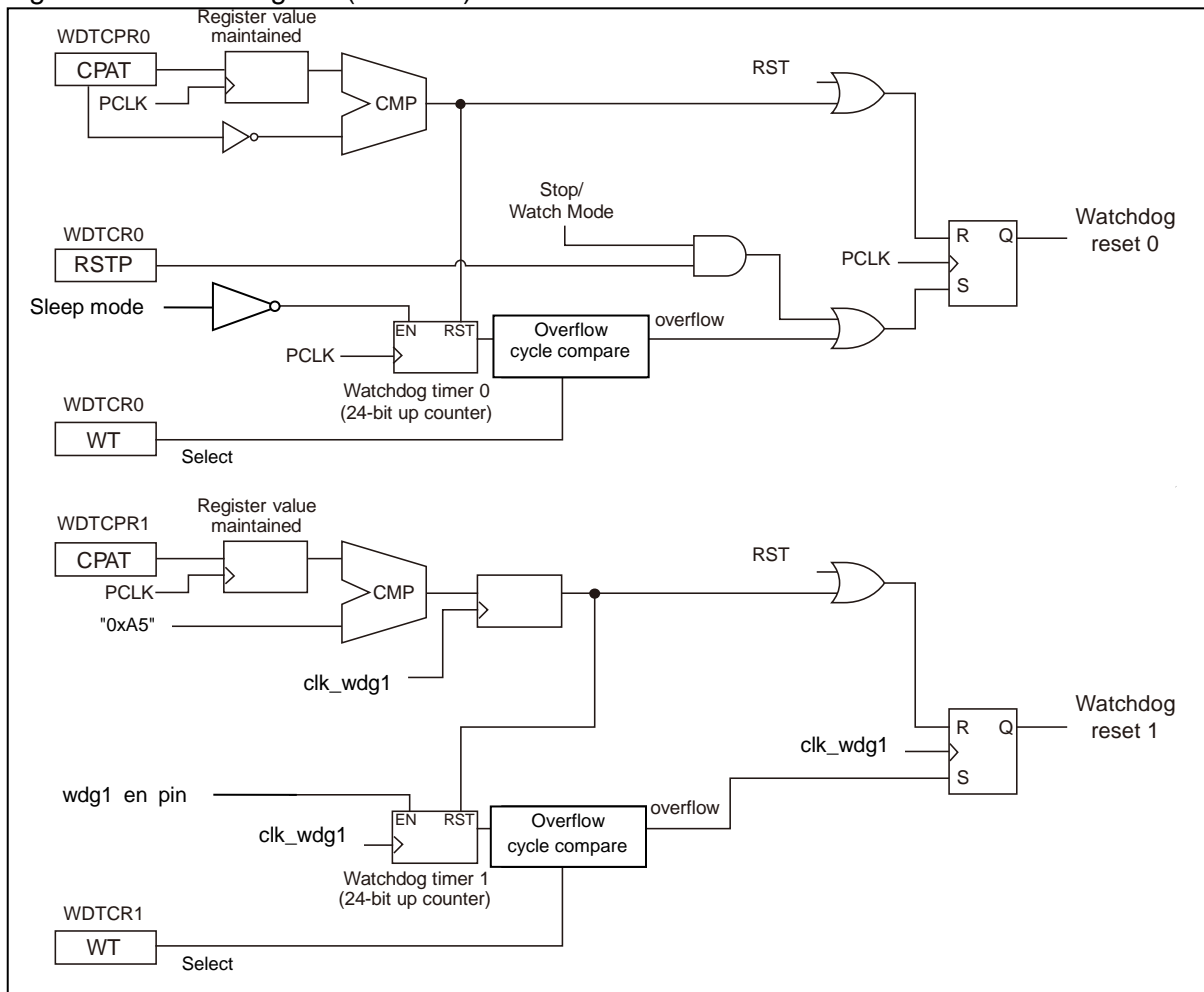 Register value
maintained
WDTCPR0
CPAT
PCLK
CMP
RST
Stop/
Watch Mode
WDTCR0
RSTP
Sleep mode
EN RST
PCLK
Overflow
cycle compare
overflow
Watchdog timer 0
(24-bit up counter)
PCLK
R Q
S
Watchdog
reset 0
WDTCR0
WT
Select
Register value
maintained
WDTCPR1
CPAT
PCLK
"0xA5"
CMP
clk_wdg1
RST
wdg1 en pin
EN RST
clk_wdg1
Overflow
cycle compare
overflow
Watchdog timer 1
(24-bit up counter)
clk_wdg1
R Q
S
Watchdog
reset 1
WDTCR1
WT
Select